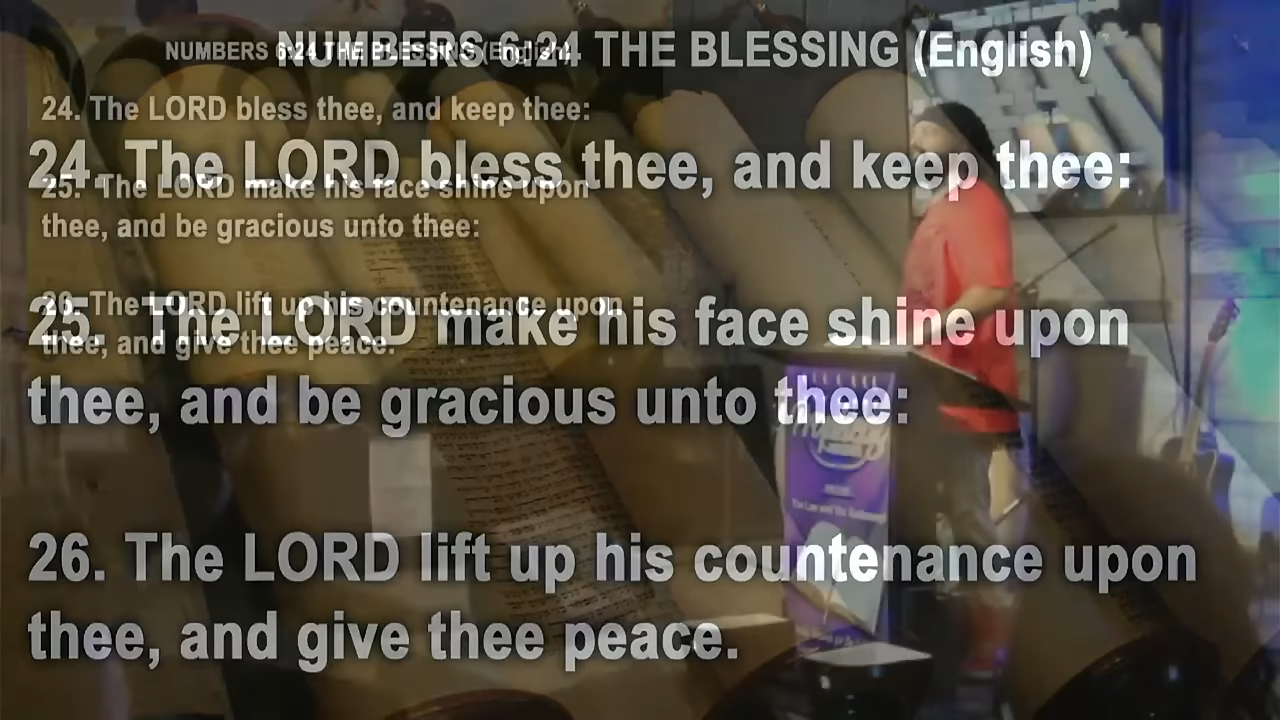 NUMBERS 6:24 THE BLESSING (English)
24. The LORD bless thee, and keep thee:
25. The LORD make his face shine upon
thee, and be gracious unto thee:
26. The LORD lift up his countenance upon
thee, and give thee peace.
NUMBERS 6:24 THE BLESSING (English)
24. The LORD bless thee, and keep thee:
25. The LORD make his face shine upon
thee, and be gracious unto thee:
26. The LORD lift up his countenance upon
thee, and give thee peace.